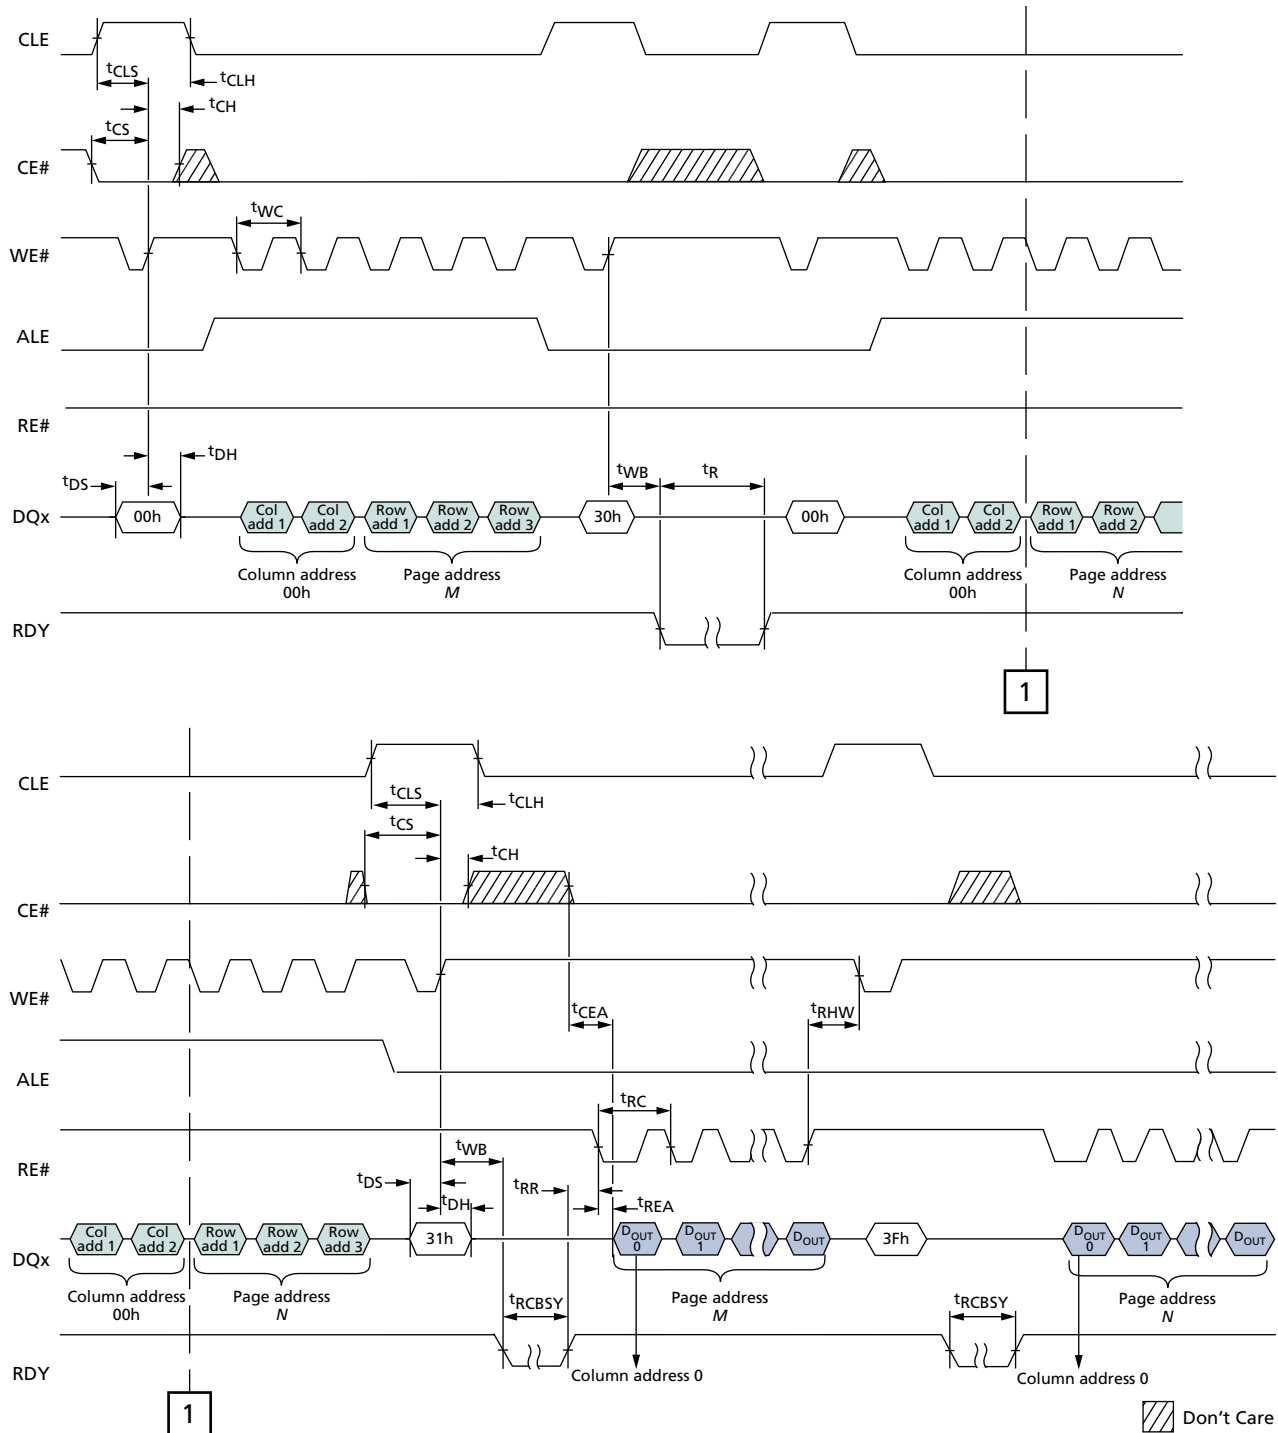 CLE
tCLS
tCLH
tCH
tCS
CE#
tWC
WE#
ALE
RE#
tDH
tDS
tWB
tR
DQx
00h
Col add 1
Col add 2
Row add 1
Row add 2
Row add 3
30h
00h
Col add 1
Col add 2
Row add 1
Row add 2
Column address
00h
Page address
M
Column address
00h
Page address
N
RDY
1
CLE
tCLS
tCLH
tCS
tCH
CE#
WE#
tCEA
tRHW
ALE
tRC
RE#
tWB
tDS
tDH
tRR
tREA
DQx
Col add 1
Col add 2
Row add 1
Row add 2
Row add 3
31h
DOUT 0
DOUT 1
DOUT
3Fh
DOUT 0
DOUT 1
DOUT
Column address
00h
Page address
N
Page address
M
Page address
N
tRCBSY
tRCBSY
RDY
Column address 0
Column address 0
1
Don't Care